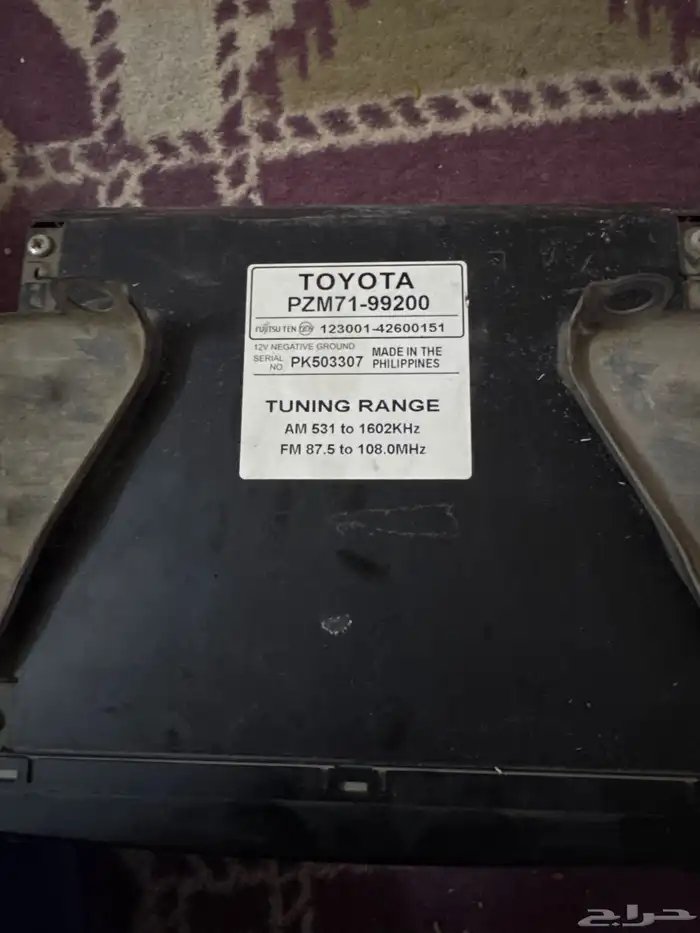 TOYOTA
PZM71-99200
FUJITSU TEN TEN 123001-42600151
12V NEGATIVE GROUND
SERIAL NO. PK503307 MADE IN THE PHILIPPINES
TUNING RANGE
AM 531 to 1602KHz
FM 87.5 to 108.0MHz
حراج